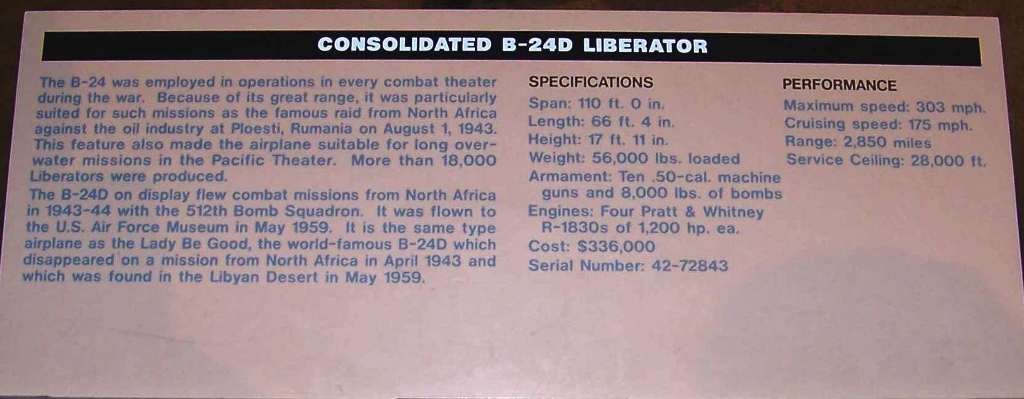 CONSOLIDATED B-24D LIBERATOR
The B-24 was employed in operations in every combat theater
during the war. Because of its great range, it was particularly
suited for such missions as the famous raid from North Africa
against the oil industry at Ploesti, Rumania on August 1, 1943.
This feature also made the airplane suitable for long over-
water missions in the Pacific Theater. More than 18,000
Liberators were produced.
The B-24D on display flew combat missions from North Africa
in 1943-44 with the 512th Bomb Squadron. It was flown to
the U.S. Air Force Museum in May 1959. It is the same type
airplane as the Lady Be Good, the world-famous B-24D which
disappeared on a mission from North Africa in April 1943 and
which was found in the Libyan Desert in May 1959.
SPECIFICATIONS
Span: 110 ft. 0 in.
Length: 66 ft. 4 in.
Height: 17 ft. 11 in.
Weight: 56,000 lbs. loaded
Armament: Ten .50-cal. machine
guns and 8,000 lbs. of bombs
Engines: Four Pratt & Whitney
R-1830s of 1,200 hp. ea.
Cost: $336,000
Serial Number: 42-72843
PERFORMANCE
Maximum speed: 303 mph.
Cruising speed: 175 mph.
Range: 2,850 miles
Service Ceiling: 28,000 ft.